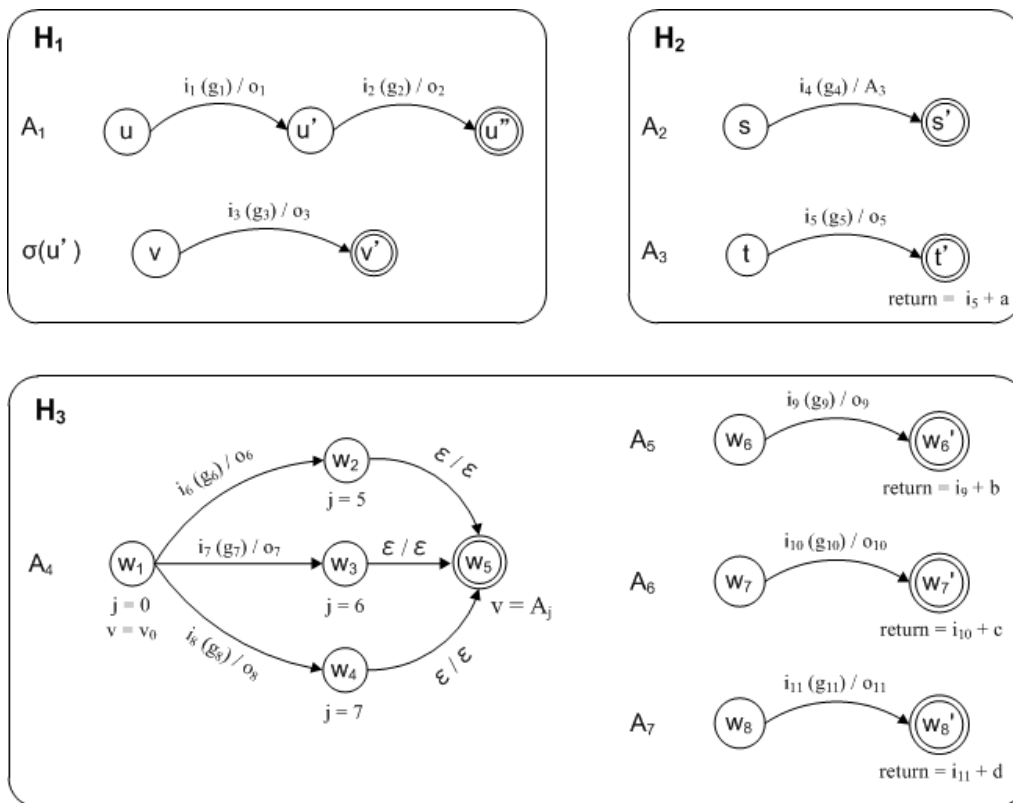 H₁
i₁ (g₁) / o₁
i₂ (g₂) / o₂
A₁
u
u'
u"
i₃ (g₃) / o₃
σ(u')
v
v'
H₂
i₄ (g₄) / A₃
A₂
s
s'
i₅ (g₅) / o₅
A₃
t
t'
return = i₅ + a
H₃
A₄
w₁
j = 0
v = v₀
i₆ (g₆) / o₆
w₂
j = 5
ε / ε
i₇ (g₇) / o₇
w₃
j = 6
ε / ε
i₈ (g₈) / o₈
w₄
j = 7
ε / ε
w₅
v = Aⱼ
i₉ (g₉) / o₉
A₅
w₆
w₆'
return = i₉ + b
i₁₀ (g₁₀) / o₁₀
A₆
w₇
w₇'
return = i₁₀ + c
i₁₁ (g₁₁) / o₁₁
A₇
w₈
w₈'
return = i₁₁ + d